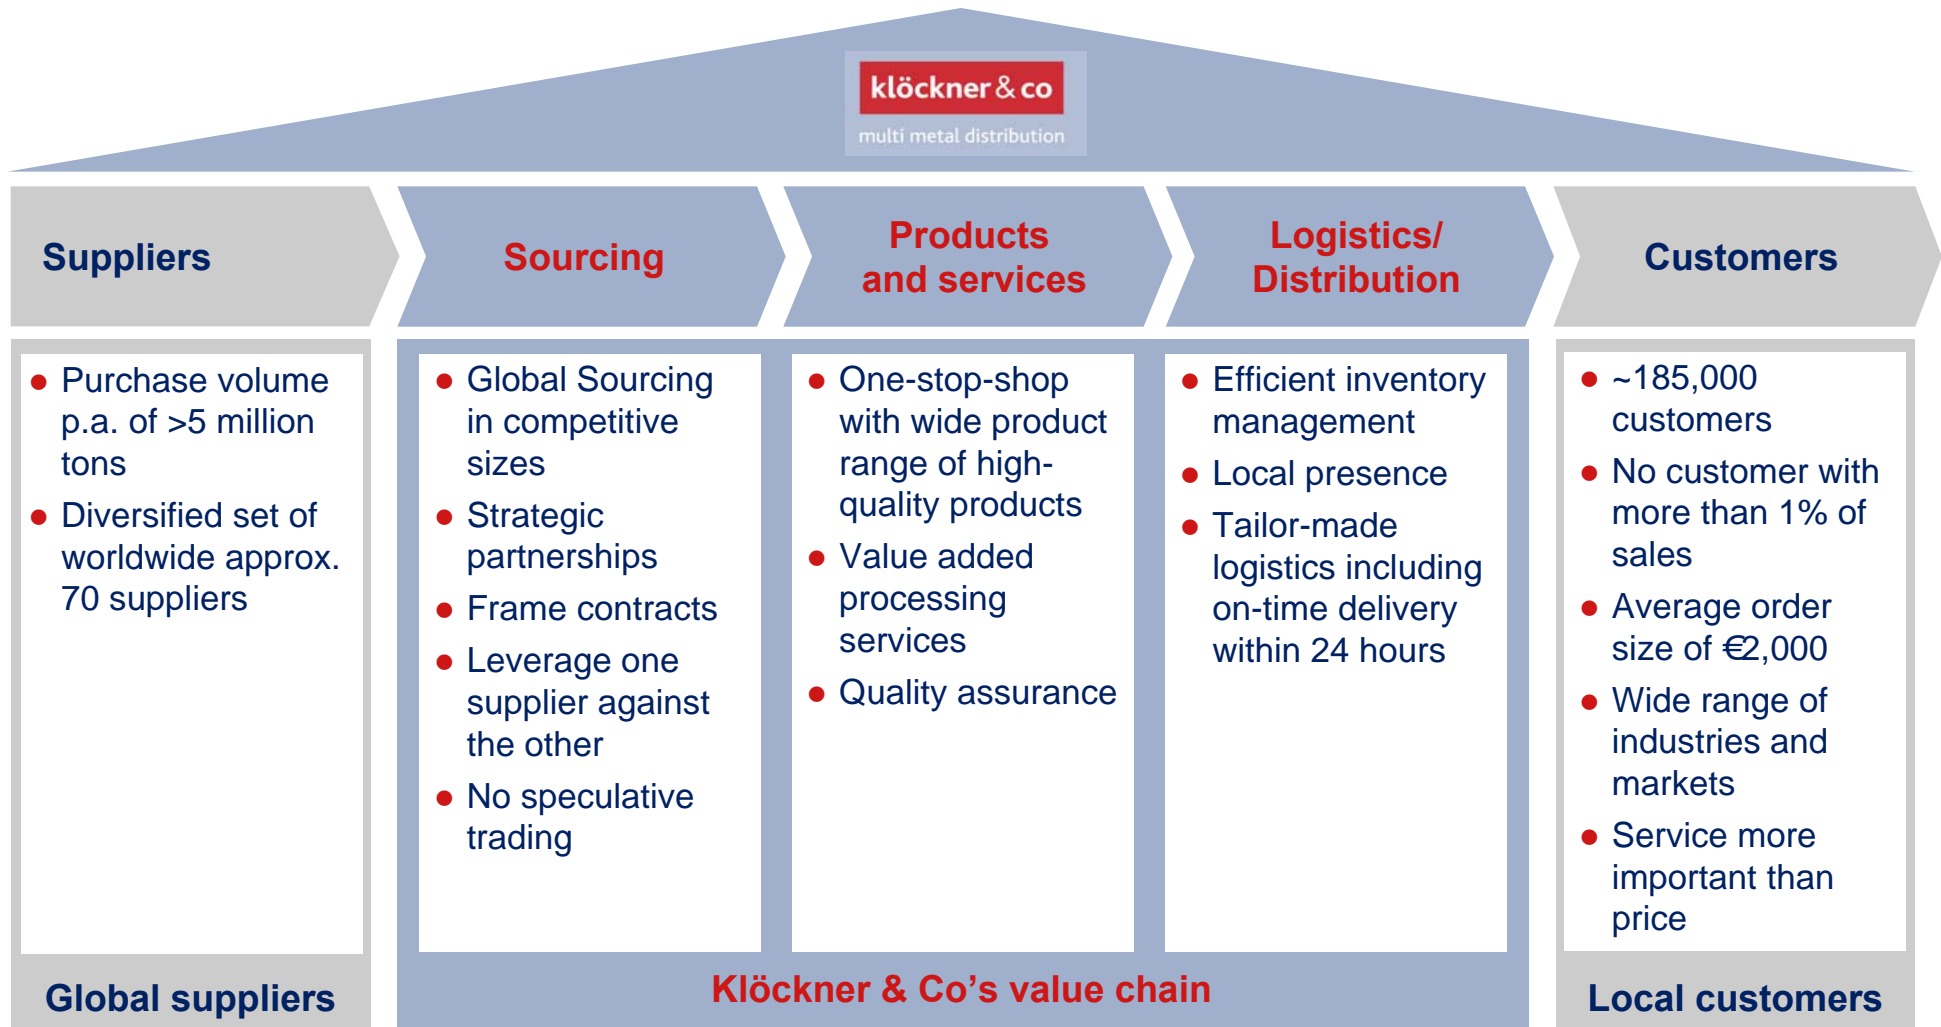 klöckner & co
multi metal distribution
Suppliers
Sourcing
Products
and services
Logistics/
Distribution
Customers
● Purchase volume
p.a. of >5 million
tons
● Diversified set of
worldwide approx.
70 suppliers
● Global Sourcing
in competitive
sizes
● Strategic
partnerships
● Frame contracts
● Leverage one
supplier against
the other
● No speculative
trading
● One-stop-shop
with wide product
range of high-
quality products
● Value added
processing
services
● Quality assurance
● Efficient inventory
management
● Local presence
● Tailor-made
logistics including
on-time delivery
within 24 hours
● ~185,000
customers
● No customer with
more than 1% of
sales
● Average order
size of €2,000
● Wide range of
industries and
markets
● Service more
important than
price
Global suppliers
Klöckner & Co’s value chain
Local customers